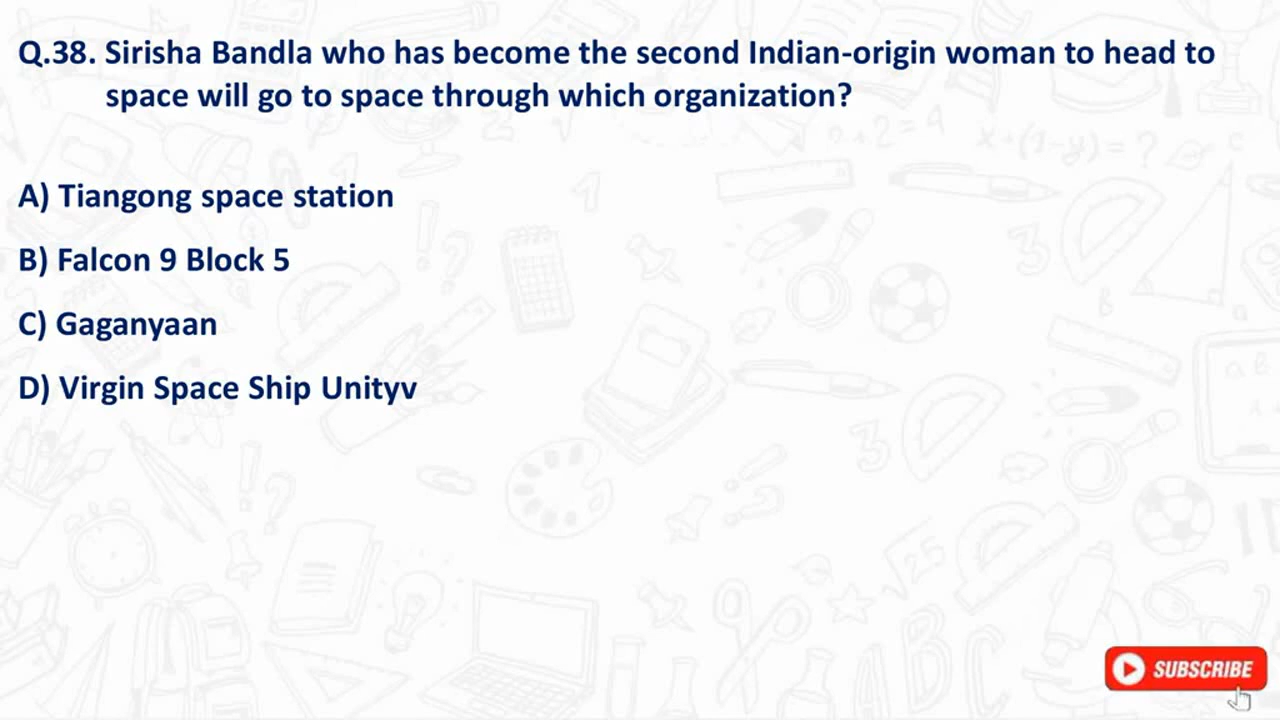 Q.38. Sirisha Bandla who has become the second Indian-origin woman to head to
space will go to space through which organization?
A) Tiangong space station
B) Falcon 9 Block 5
C) Gaganyaan
D) Virgin Space Ship Unityv
SUBSCRIBE